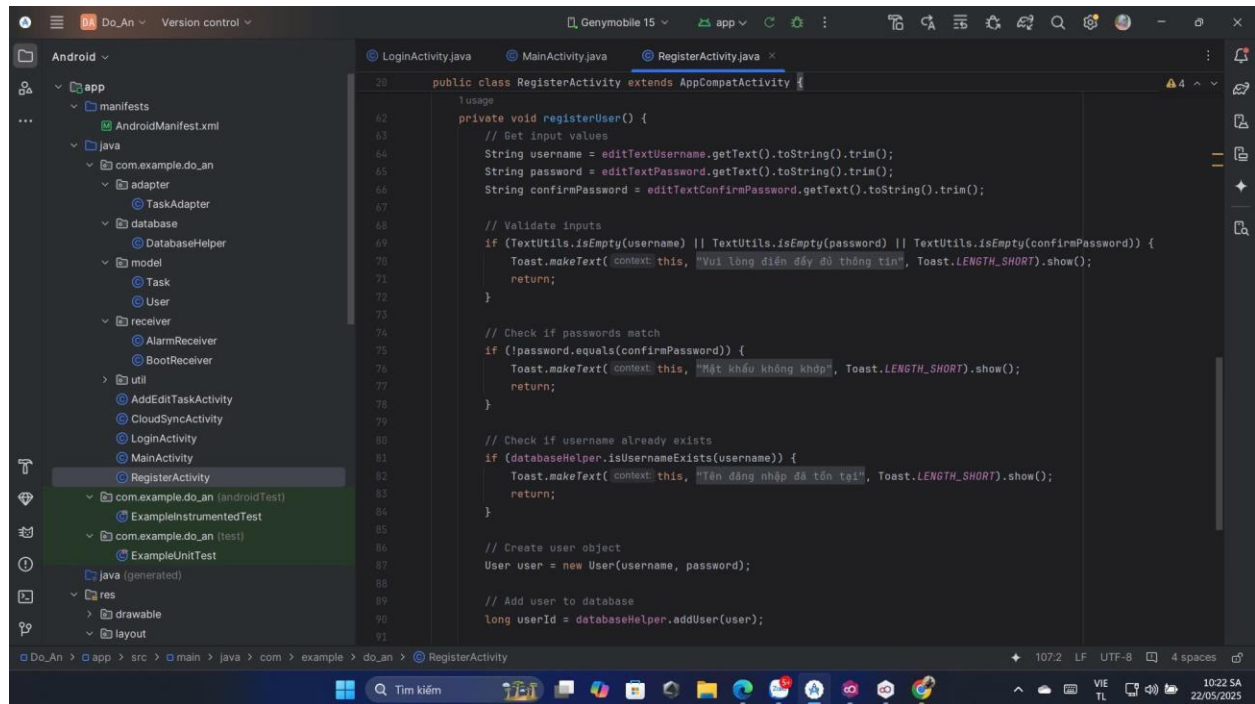 DA Do_An Version control
Genymobile 15
app
Android
LoginActivity.java
MainActivity.java
RegisterActivity.java
app
manifests
AndroidManifest.xml
java
com.example.do_an
adapter
TaskAdapter
database
DatabaseHelper
model
Task
User
receiver
AlarmReceiver
BootReceiver
util
AddEditTaskActivity
CloudSyncActivity
LoginActivity
MainActivity
RegisterActivity
com.example.do_an (androidTest)
ExampleInstrumentedTest
com.example.do_an (test)
ExampleUnitTest
java (generated)
res
drawable
layout
20 public class RegisterActivity extends AppCompatActivity {
4
1 usage
62 private void registerUser() {
63 // Get input values
64 String username = editTextUsername.getText().toString().trim();
65 String password = editTextPassword.getText().toString().trim();
66 String confirmPassword = editTextConfirmPassword.getText().toString().trim();
67
68 // Validate inputs
69 if (TextUtils.isEmpty(username) || TextUtils.isEmpty(password) || TextUtils.isEmpty(confirmPassword)) {
70 Toast.makeText( context: this, "Vui lòng điền đầy đủ thông tin", Toast.LENGTH_SHORT).show();
71 return;
72 }
73
74 // Check if passwords match
75 if (!password.equals(confirmPassword)) {
76 Toast.makeText( context: this, "Mật khẩu không khớp", Toast.LENGTH_SHORT).show();
77 return;
78 }
79
80 // Check if username already exists
81 if (databaseHelper.isUsernameExists(username)) {
82 Toast.makeText( context: this, "Tên đăng nhập đã tồn tại", Toast.LENGTH_SHORT).show();
83 return;
84 }
85
86 // Create user object
87 User user = new User(username, password);
88
89 // Add user to database
90 long userId = databaseHelper.addUser(user);
91
Do_An > app > src > main > java > com > example > do_an > RegisterActivity
107:2 LF UTF-8 4 spaces
Tìm kiếm
5+
VIE
TL
10:22 SA
22/05/2025